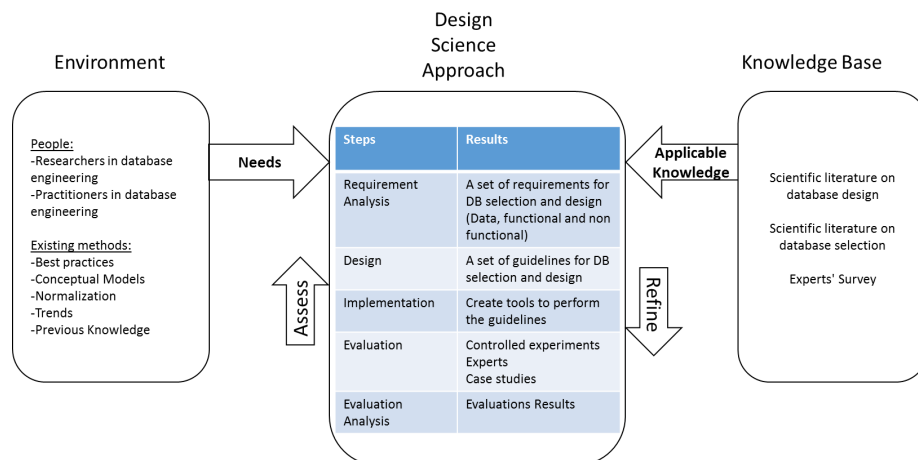 Design
Science
Approach
Environment
Knowledge Base
People:
-Researchers in database
engineering
-Practitioners in database
engineering
Existing methods:
-Best practices
-Conceptual Models
-Normalization
-Trends
-Previous Knowledge
Needs
Assess
Steps Results
Requirement Analysis A set of requirements for
DB selection and design
(Data, functional and non
functional)
Design A set of guidelines for DB
selection and design
Implementation Create tools to perform
the guidelines
Evaluation Controlled experiments
Experts
Case studies
Evaluation Analysis Evaluations Results
Applicable
Knowledge
Refine
Scientific literature on
database design
Scientific literature on
database selection
Experts' Survey